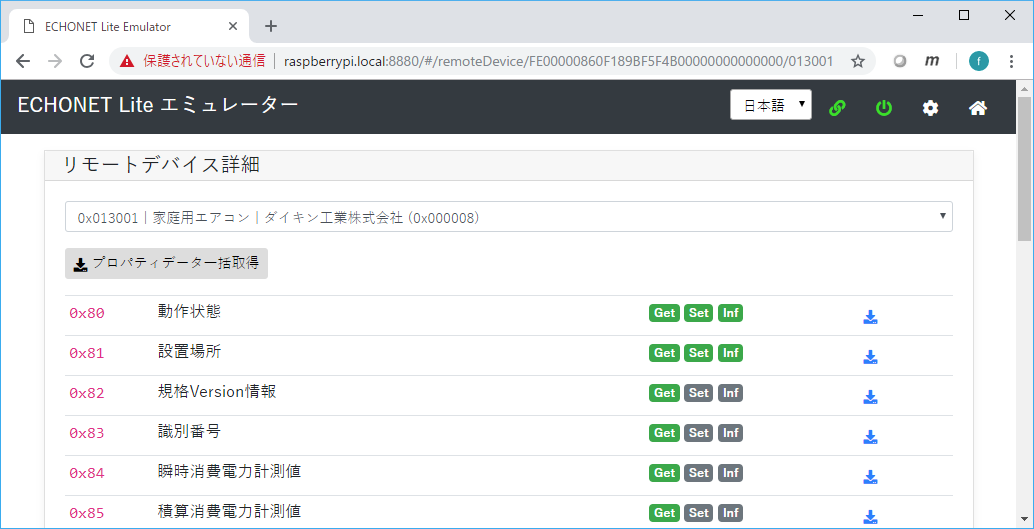 ECHONET Lite Emulator
保護されていない通信 | raspberrypi.local:8880/#/remoteDevice/FE00000860F189BF5F4B00000000000000/013001
m
f
ECHONET Lite エミュレーター
日本語
リモートデバイス詳細
0x013001 | 家庭用エアコン | ダイキン工業株式会社 (0x000008)
プロパティデータ一括取得
0x80 動作状態 Get Set Inf
0x81 設置場所 Get Set Inf
0x82 規格Version情報 Get Set Inf
0x83 識別番号 Get Set Inf
0x84 瞬時消費電力計測値 Get Set Inf
0x85 積算消費電力計測値 Get Set Inf